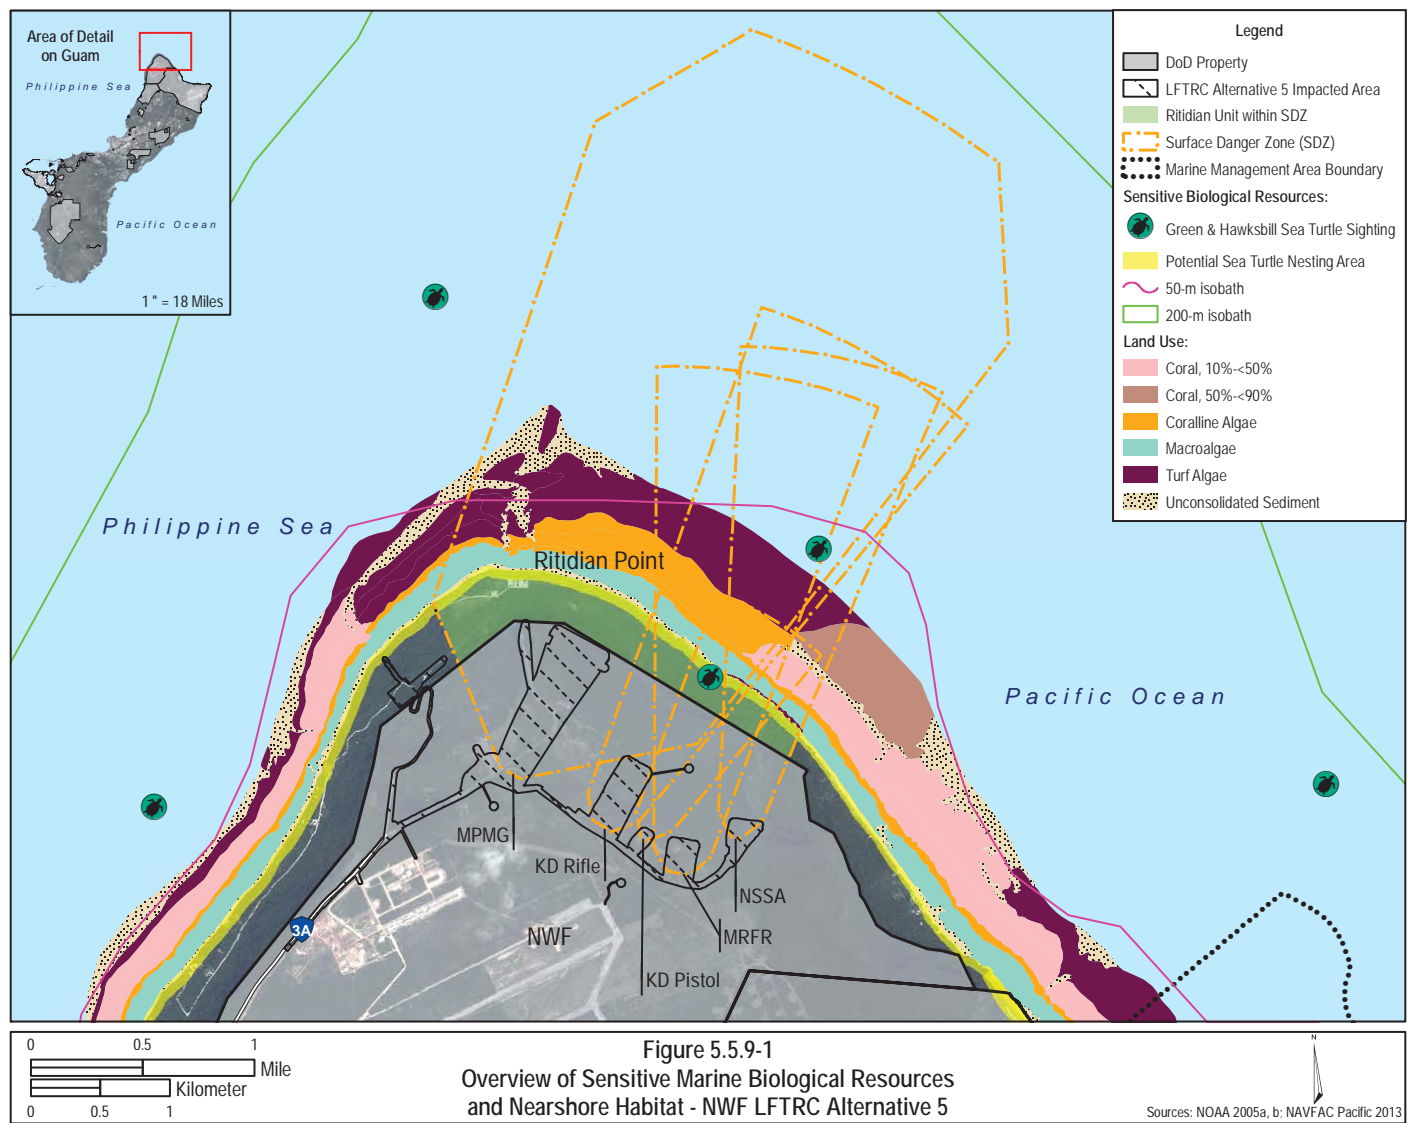 Area of Detail
on Guam
Philippine Sea
Pacific Ocean
1 " = 18 Miles
Legend
DoD Property
LFTRC Alternative 5 Impacted Area
Ritidian Unit within SDZ
Surface Danger Zone (SDZ)
Marine Management Area Boundary
Sensitive Biological Resources:
Green & Hawksbill Sea Turtle Sighting
Potential Sea Turtle Nesting Area
50-m isobath
200-m isobath
Land Use:
Coral, 10%-<50%
Coral, 50%-<90%
Coralline Algae
Macroalgae
Turf Algae
Unconsolidated Sediment
Philippine Sea
Ritidian Point
Pacific Ocean
MPMG
KD Rifle
NSSA
3A
NWF
MRFR
KD Pistol
0 0.5 1
Mile
Kilometer
0 0.5 1
Figure 5.5.9-1
Overview of Sensitive Marine Biological Resources
and Nearshore Habitat - NWF LFTRC Alternative 5
N
Sources: NOAA 2005a, b; NAVFAC Pacific 2013